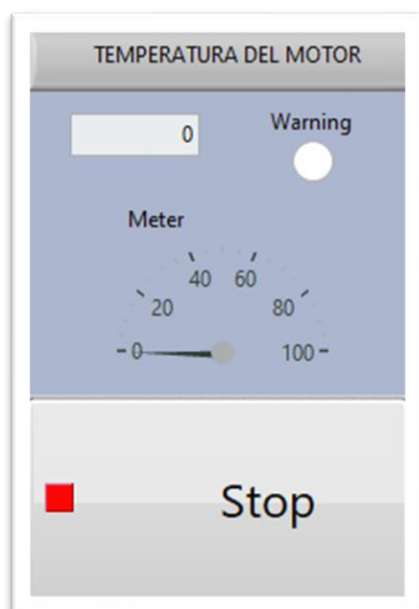 TEMPERATURA DEL MOTOR
0
Warning
Meter
40 60
20 80
0 100
Stop